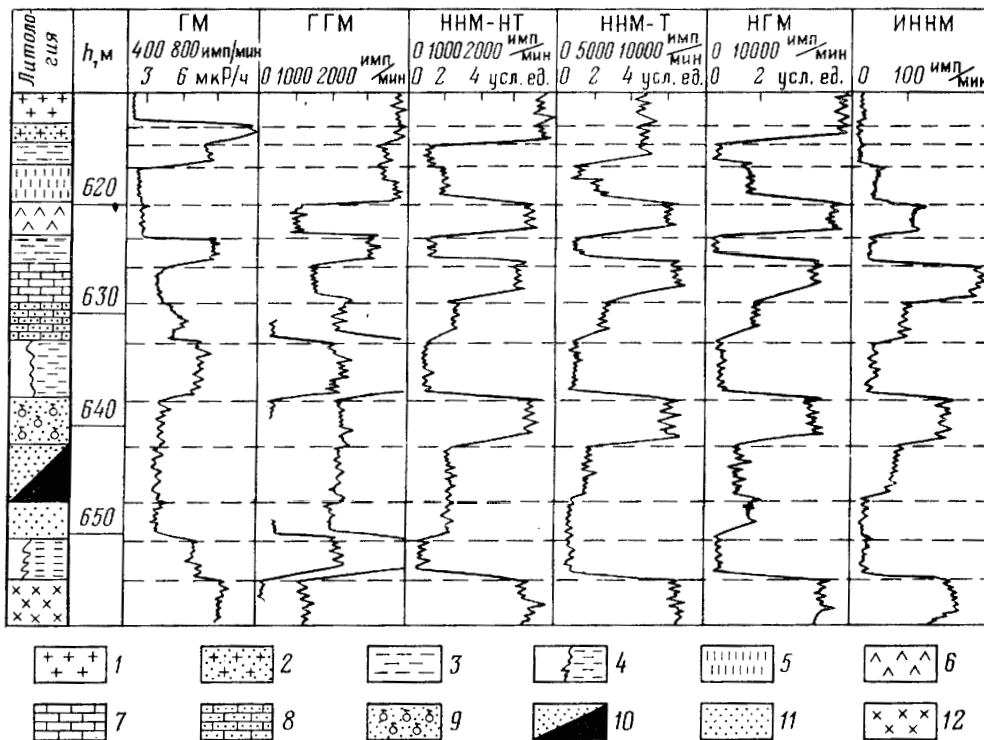 Литоло-
гия
h, м
ГМ
400 800 имп/мин
3 6 мкР/ч
ГГМ
0 1000 2000 имп/мин
ННМ-НТ
0 1000 2000 имп/мин
0 2 4 усл. ед.
ННМ-Т
0 5000 10000 имп/мин
0 2 4 усл. ед.
НГМ
0 10000 имп/мин
0 2 усл. ед.
ИННМ
0 100 имп/мин
620
630
640
650
1 2 3 4 5 6
7 8 9 10 11 12